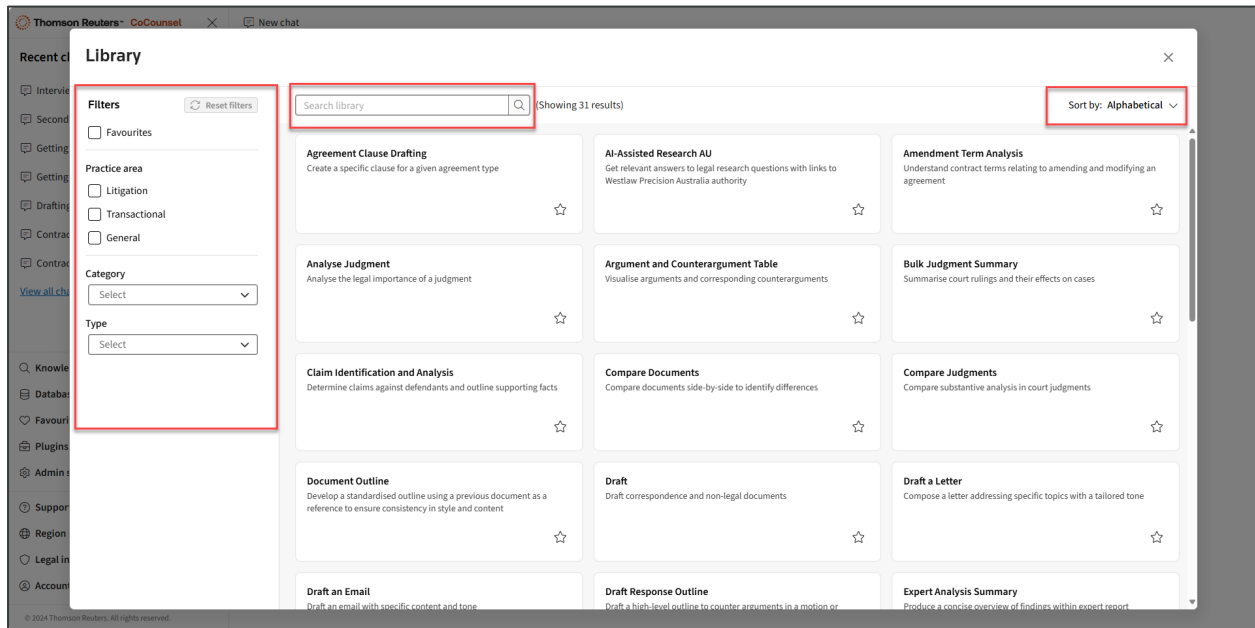 Thomson Reuters™ CoCounsel
New chat
Library
Recent
Intervie
Second
Getting
Getting
Drafting
Contrac
Contrac
View all cha
Knowle
Databa
Favouri
Plugins
Admin
Suppor
Region
Legal in
Account
© 2024 Thomson Reuters. All rights reserved.
Filters
Reset filters
Favourites
Practice area
Litigation
Transactional
General
Category
Select
Type
Select
Search library
(Showing 31 results)
Sort by: Alphabetical
Agreement Clause Drafting
Create a specific clause for a given agreement type
AI-Assisted Research AU
Get relevant answers to legal research questions with links to
Westlaw Precision Australia authority
Amendment Term Analysis
Understand contract terms relating to amending and modifying an
agreement
Analyse Judgment
Analyse the legal importance of a judgment
Argument and Counterargument Table
Visualise arguments and corresponding counterarguments
Bulk Judgment Summary
Summarise court rulings and their effects on cases
Claim Identification and Analysis
Determine claims against defendants and outline supporting facts
Compare Documents
Compare documents side-by-side to identify differences
Compare Judgments
Compare substantive analysis in court judgments
Document Outline
Develop a standardised outline using a previous document as a
reference to ensure consistency in style and content
Draft
Draft correspondence and non-legal documents
Draft a Letter
Compose a letter addressing specific topics with a tailored tone
Draft an Email
Draft an email with specific content and tone
Draft Response Outline
Draft a high-level outline to counter arguments in a motion or
Expert Analysis Summary
Produce a concise overview of findings within expert report